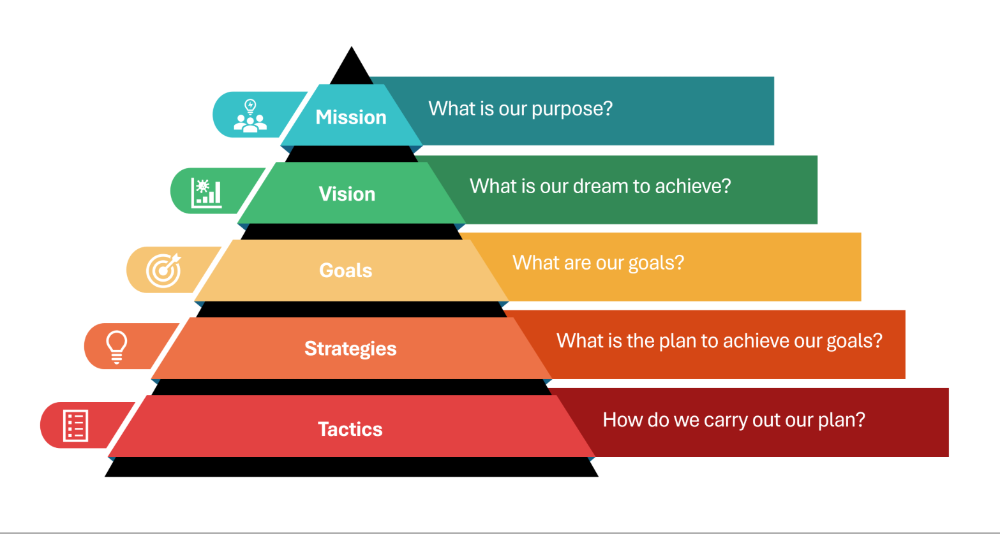 Mission
What is our purpose?
Vision
What is our dream to achieve?
Goals
What are our goals?
Strategies
What is the plan to achieve our goals?
Tactics
How do we carry out our plan?